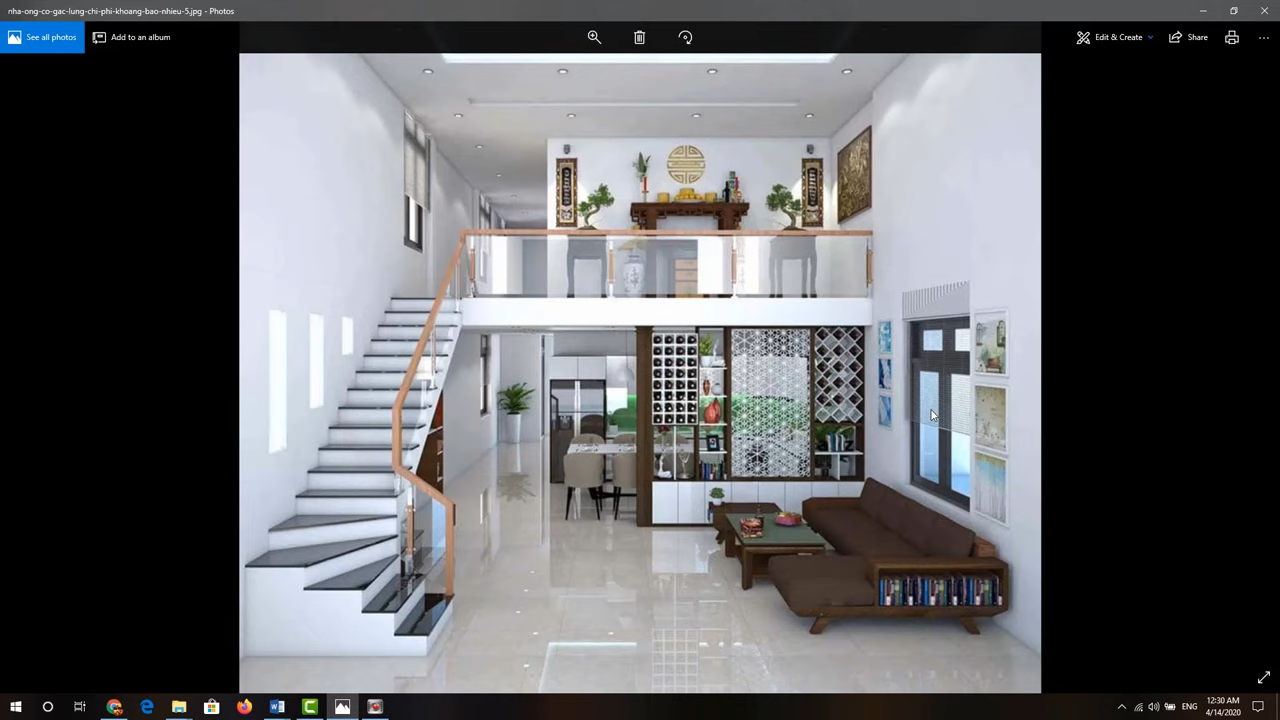 nha-ong-co-gac-lung-chi-phi-khoang-bao-nhieu-5.jpg - Photos
See all photos
Add to an album
Edit & Create
Share
12:30 AM
ENG
4/14/2020